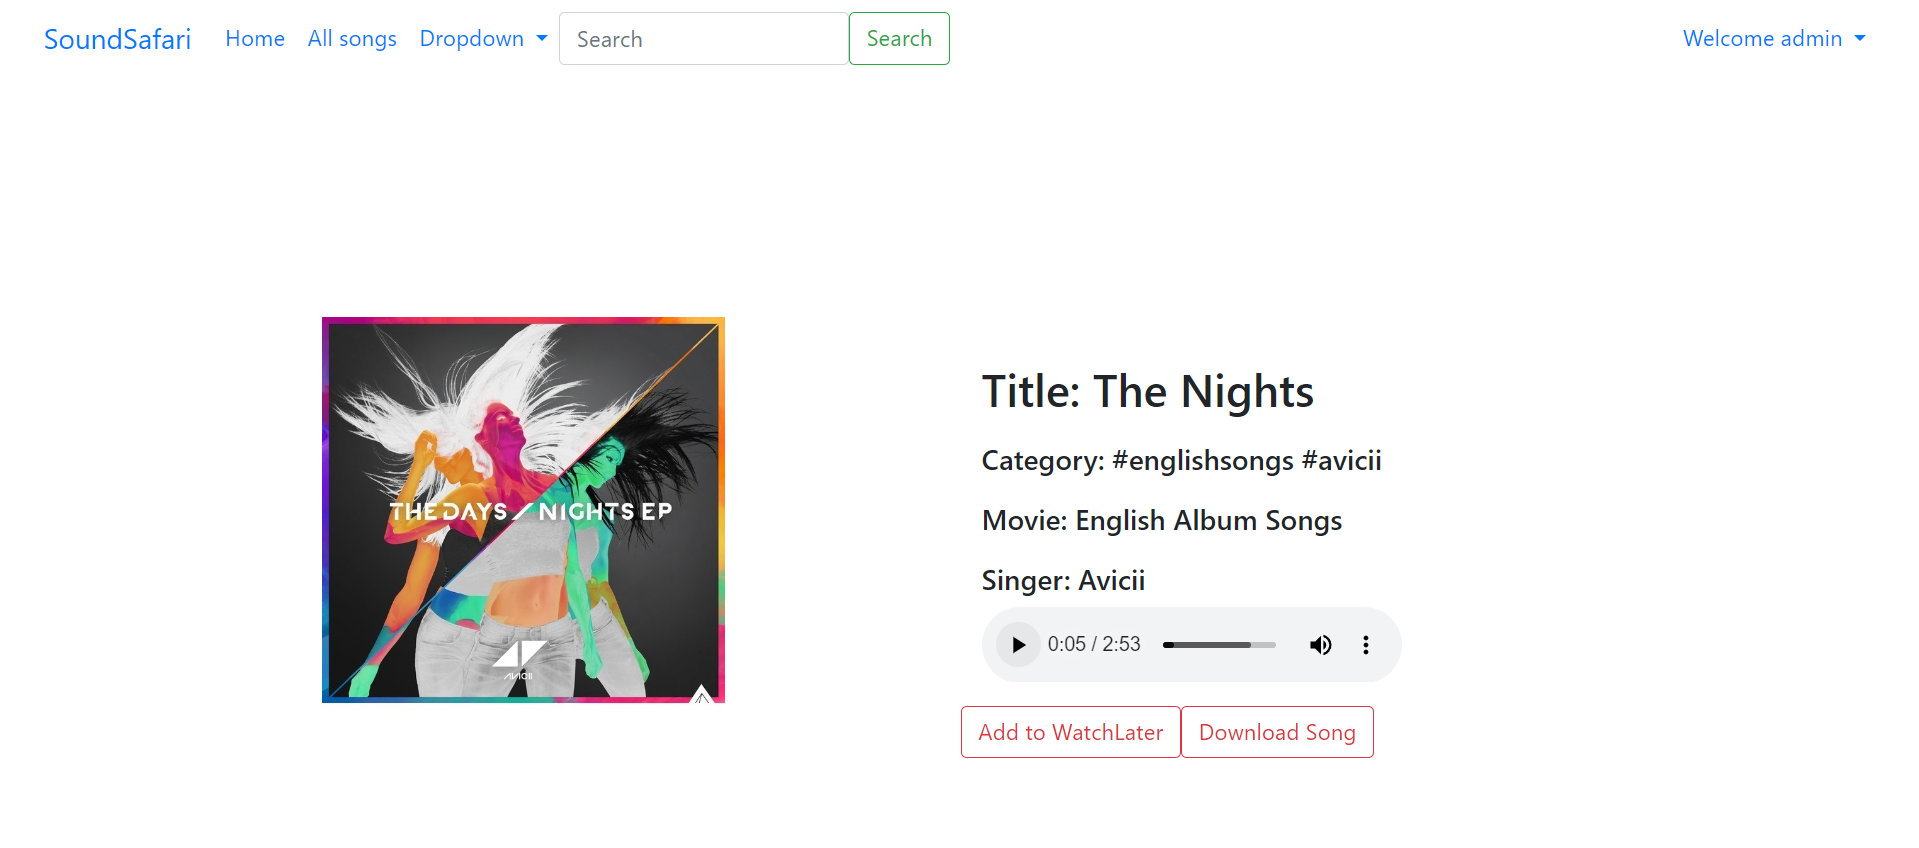 SoundSafari Home All songs Dropdown Search Search Welcome admin
THE DAYS / NIGHTS EP
AVICII
Title: The Nights
Category: #englishsongs #avicii
Movie: English Album Songs
Singer: Avicii
0:05 / 2:53
Add to WatchLater Download Song